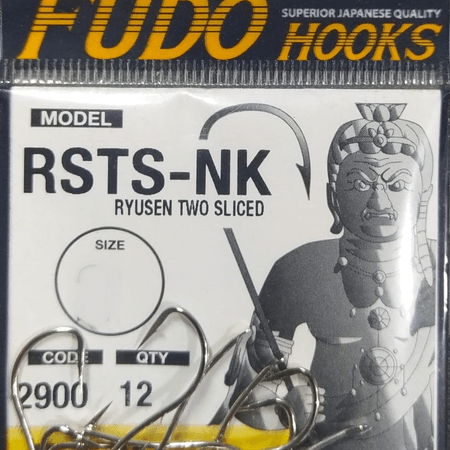 FUDO
SUPERIOR JAPANESE QUALITY
HOOKS
MODEL
RSTS-NK
RYUSEN TWO SLICED
SIZE
CODE QTY
2900 12